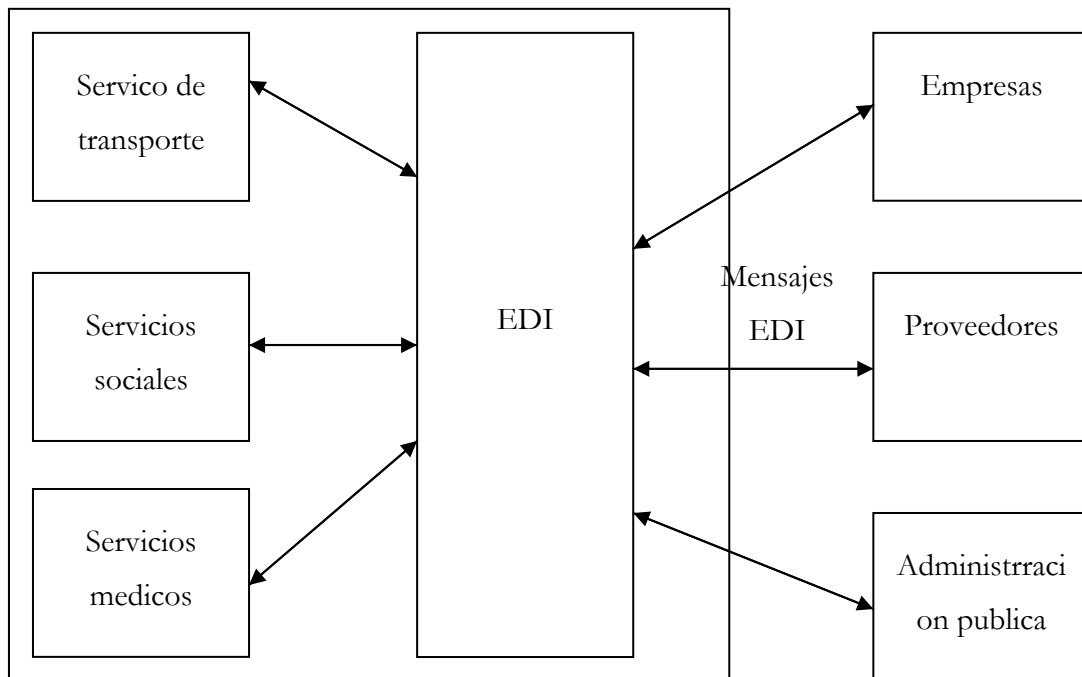 Servico de
transporte
Servicios
sociales
Servicios
medicos
EDI
Mensajes
EDI
Empresas
Proveedores
Administrraci
on publica